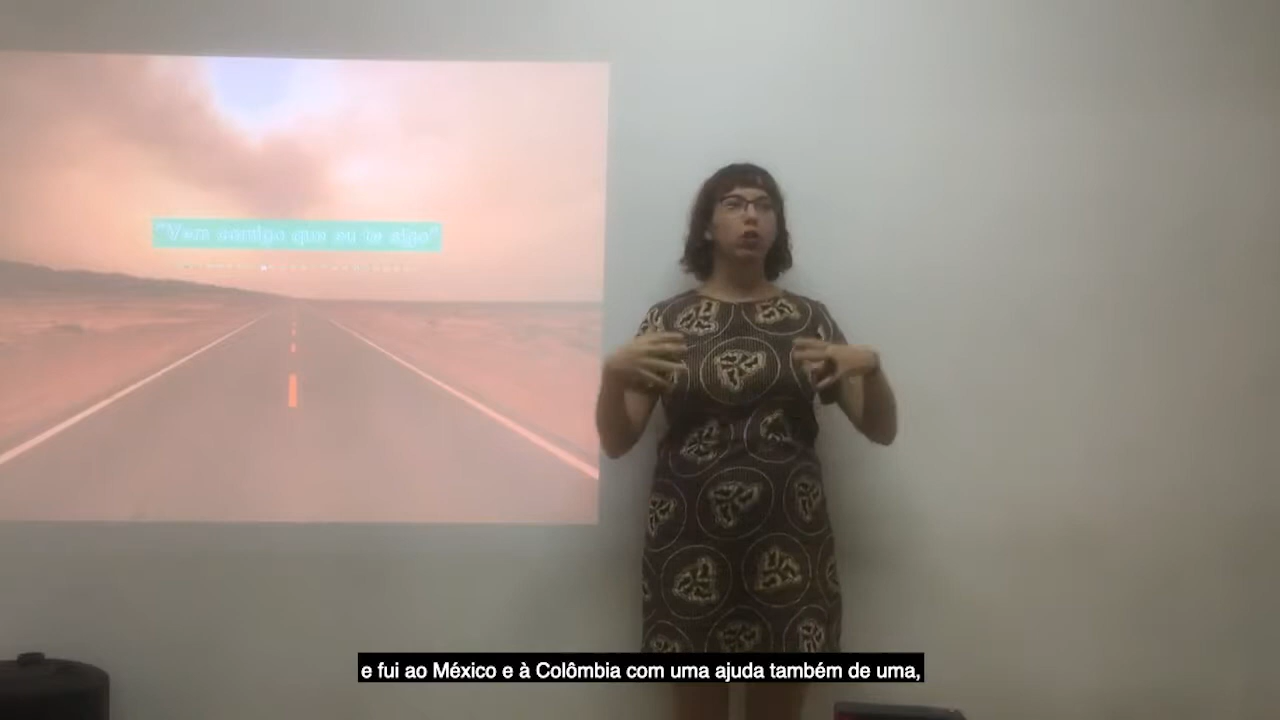 "Vem comigo que eu te sigo"
e fui ao México e à Colômbia com uma ajuda também de uma,